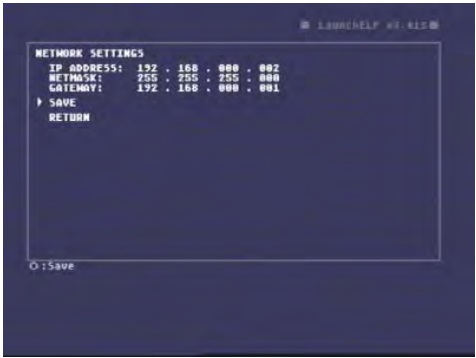 LaunchELF v3.41S
NETWORK SETTINGS
IP ADDRESS: 192 . 168 . 000 . 002
NETMASK: 255 . 255 . 255 . 000
GATEWAY: 192 . 168 . 000 . 001
SAVE
RETURN
O:Save